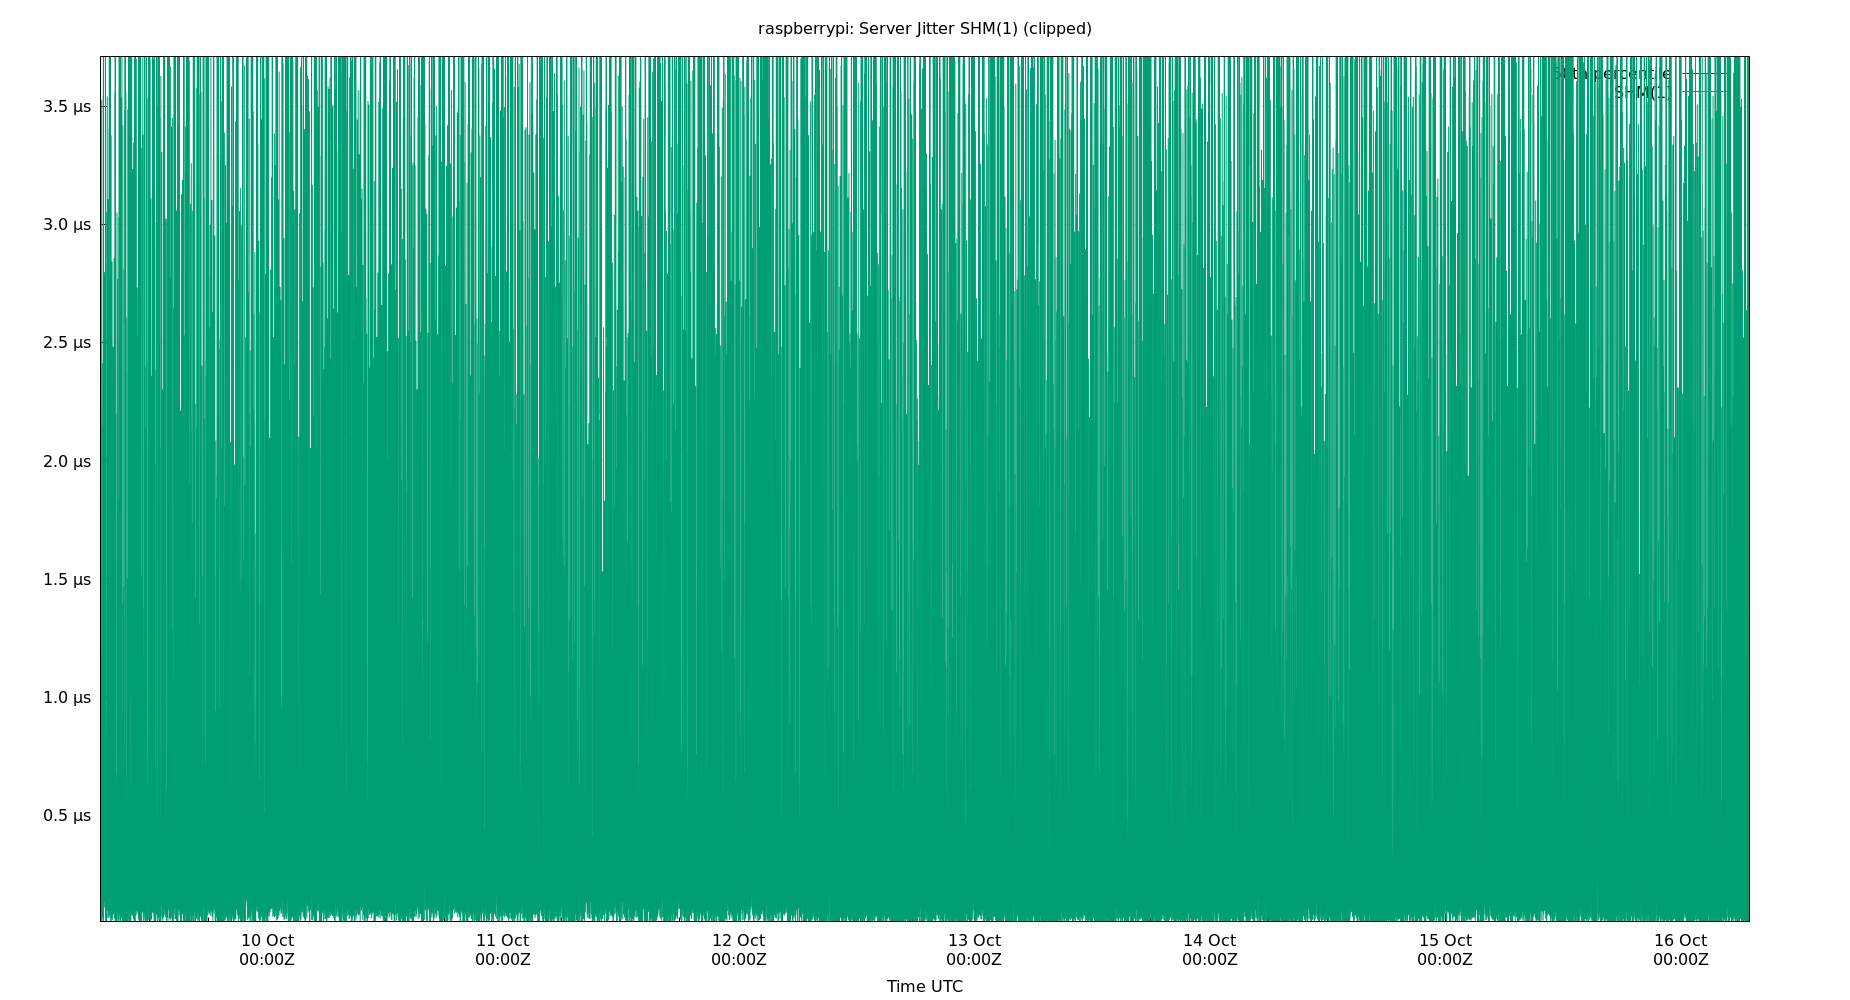 raspberrypi: Server Jitter SHM(1) (clipped)
percentile
SHM(1)
3.5 μs
3.0 μs
2.5 μs
2.0 μs
1.5 μs
1.0 μs
0.5 μs
10 Oct 11 Oct 12 Oct 13 Oct 14 Oct 15 Oct 16 Oct
00:00Z 00:00Z 00:00Z 00:00Z 00:00Z 00:00Z 00:00Z
Time UTC